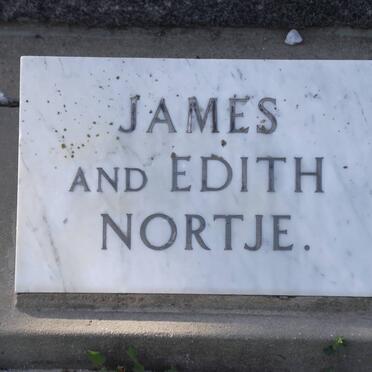 JAMES
AND EDITH
NORTJE.